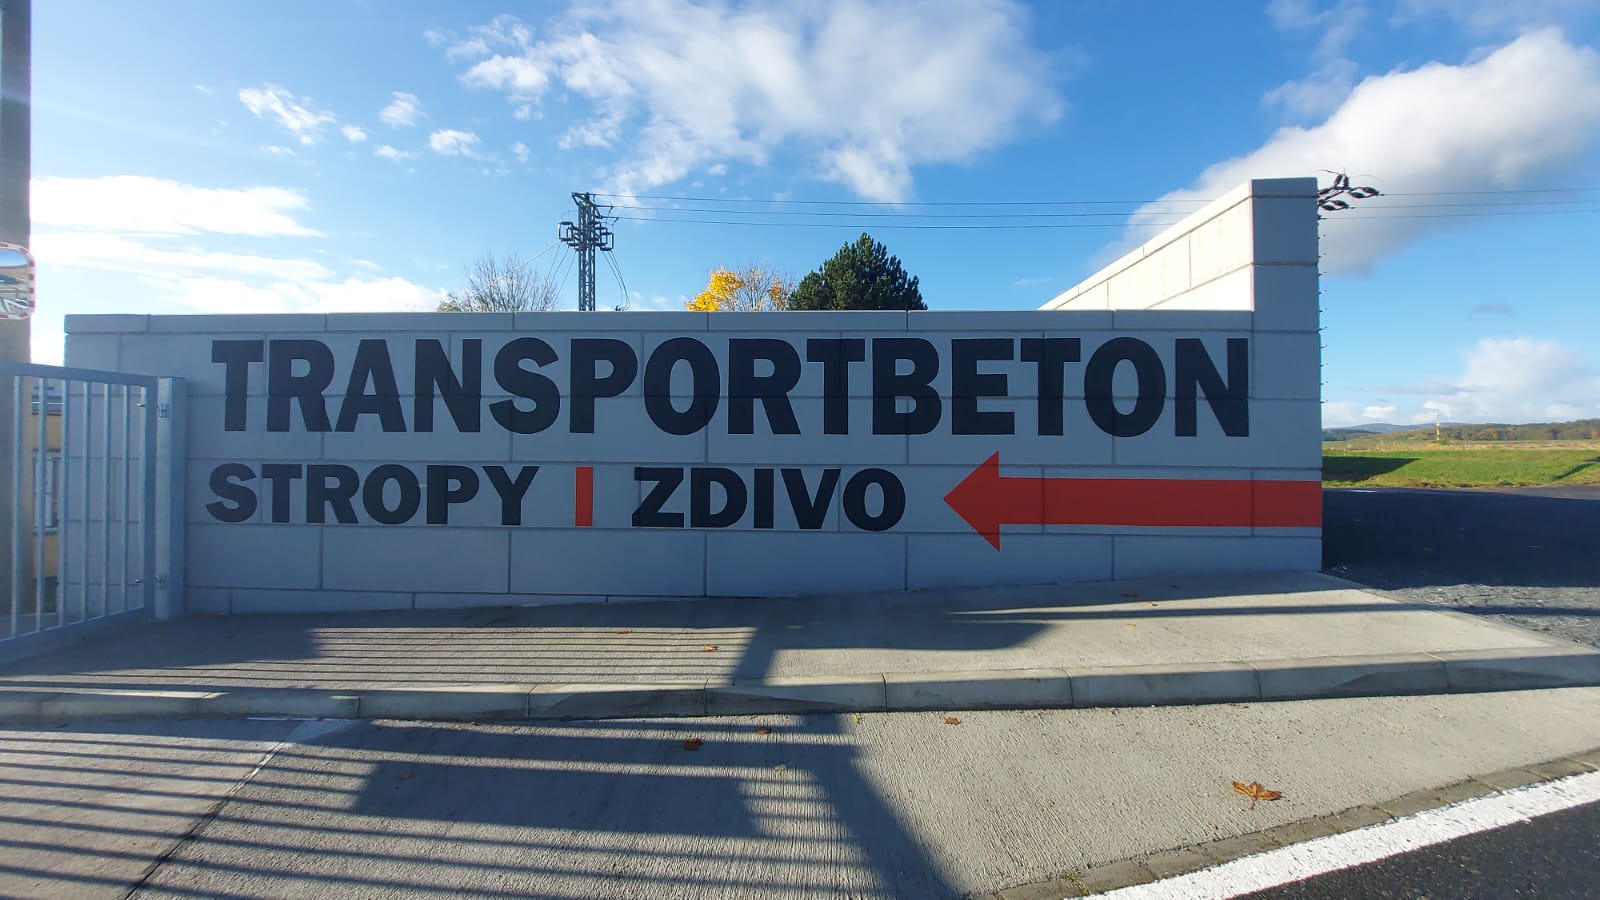 TRANSPORTBETON
STROPY | ZDIVO